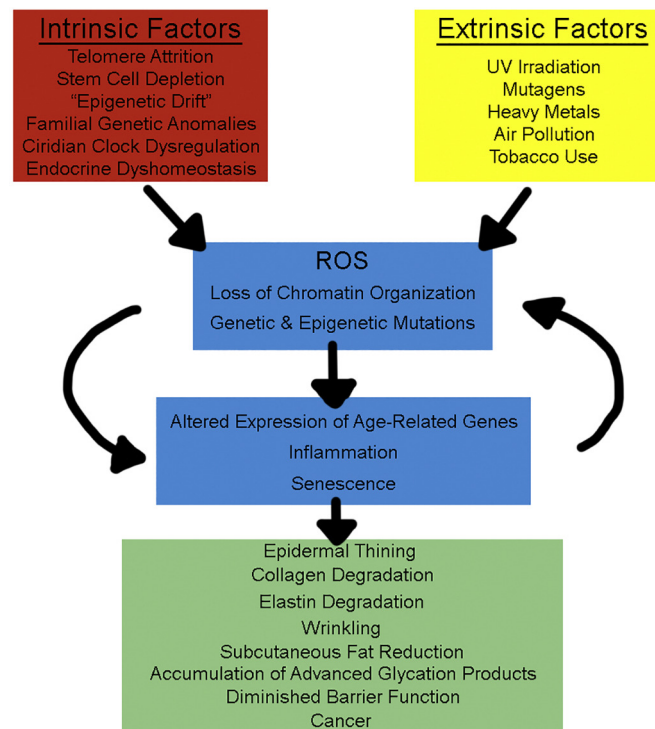 Intrinsic Factors
Telomere Attrition
Stem Cell Depletion
“Epigenetic Drift”
Familial Genetic Anomalies
Ciridian Clock Dysregulation
Endocrine Dyshomeostasis
Extrinsic Factors
UV Irradiation
Mutagens
Heavy Metals
Air Pollution
Tobacco Use
ROS
Loss of Chromatin Organization
Genetic & Epigenetic Mutations
Altered Expression of Age-Related Genes
Inflammation
Senescence
Epidermal Thining
Collagen Degradation
Elastin Degradation
Wrinkling
Subcutaneous Fat Reduction
Accumulation of Advanced Glycation Products
Diminished Barrier Function
Cancer